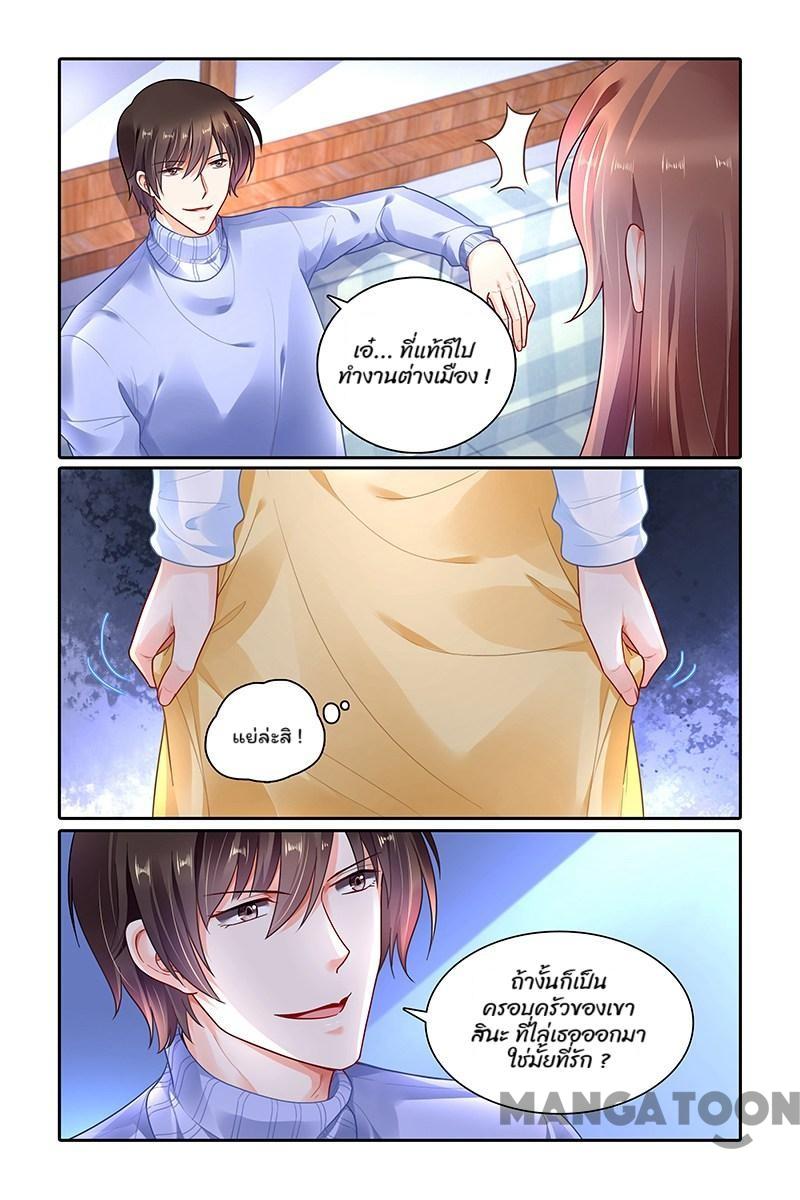 เอ๋... ที่แท้ก็ไป
ทำงานต่างเมือง !
แย่ล่ะสิ !
ถ้างั้นก็เป็น
ครอบครัวของเขา
สินะ ที่ไล่เธอออกมา
ใช่มั้ยที่รัก ?
MANGATOON